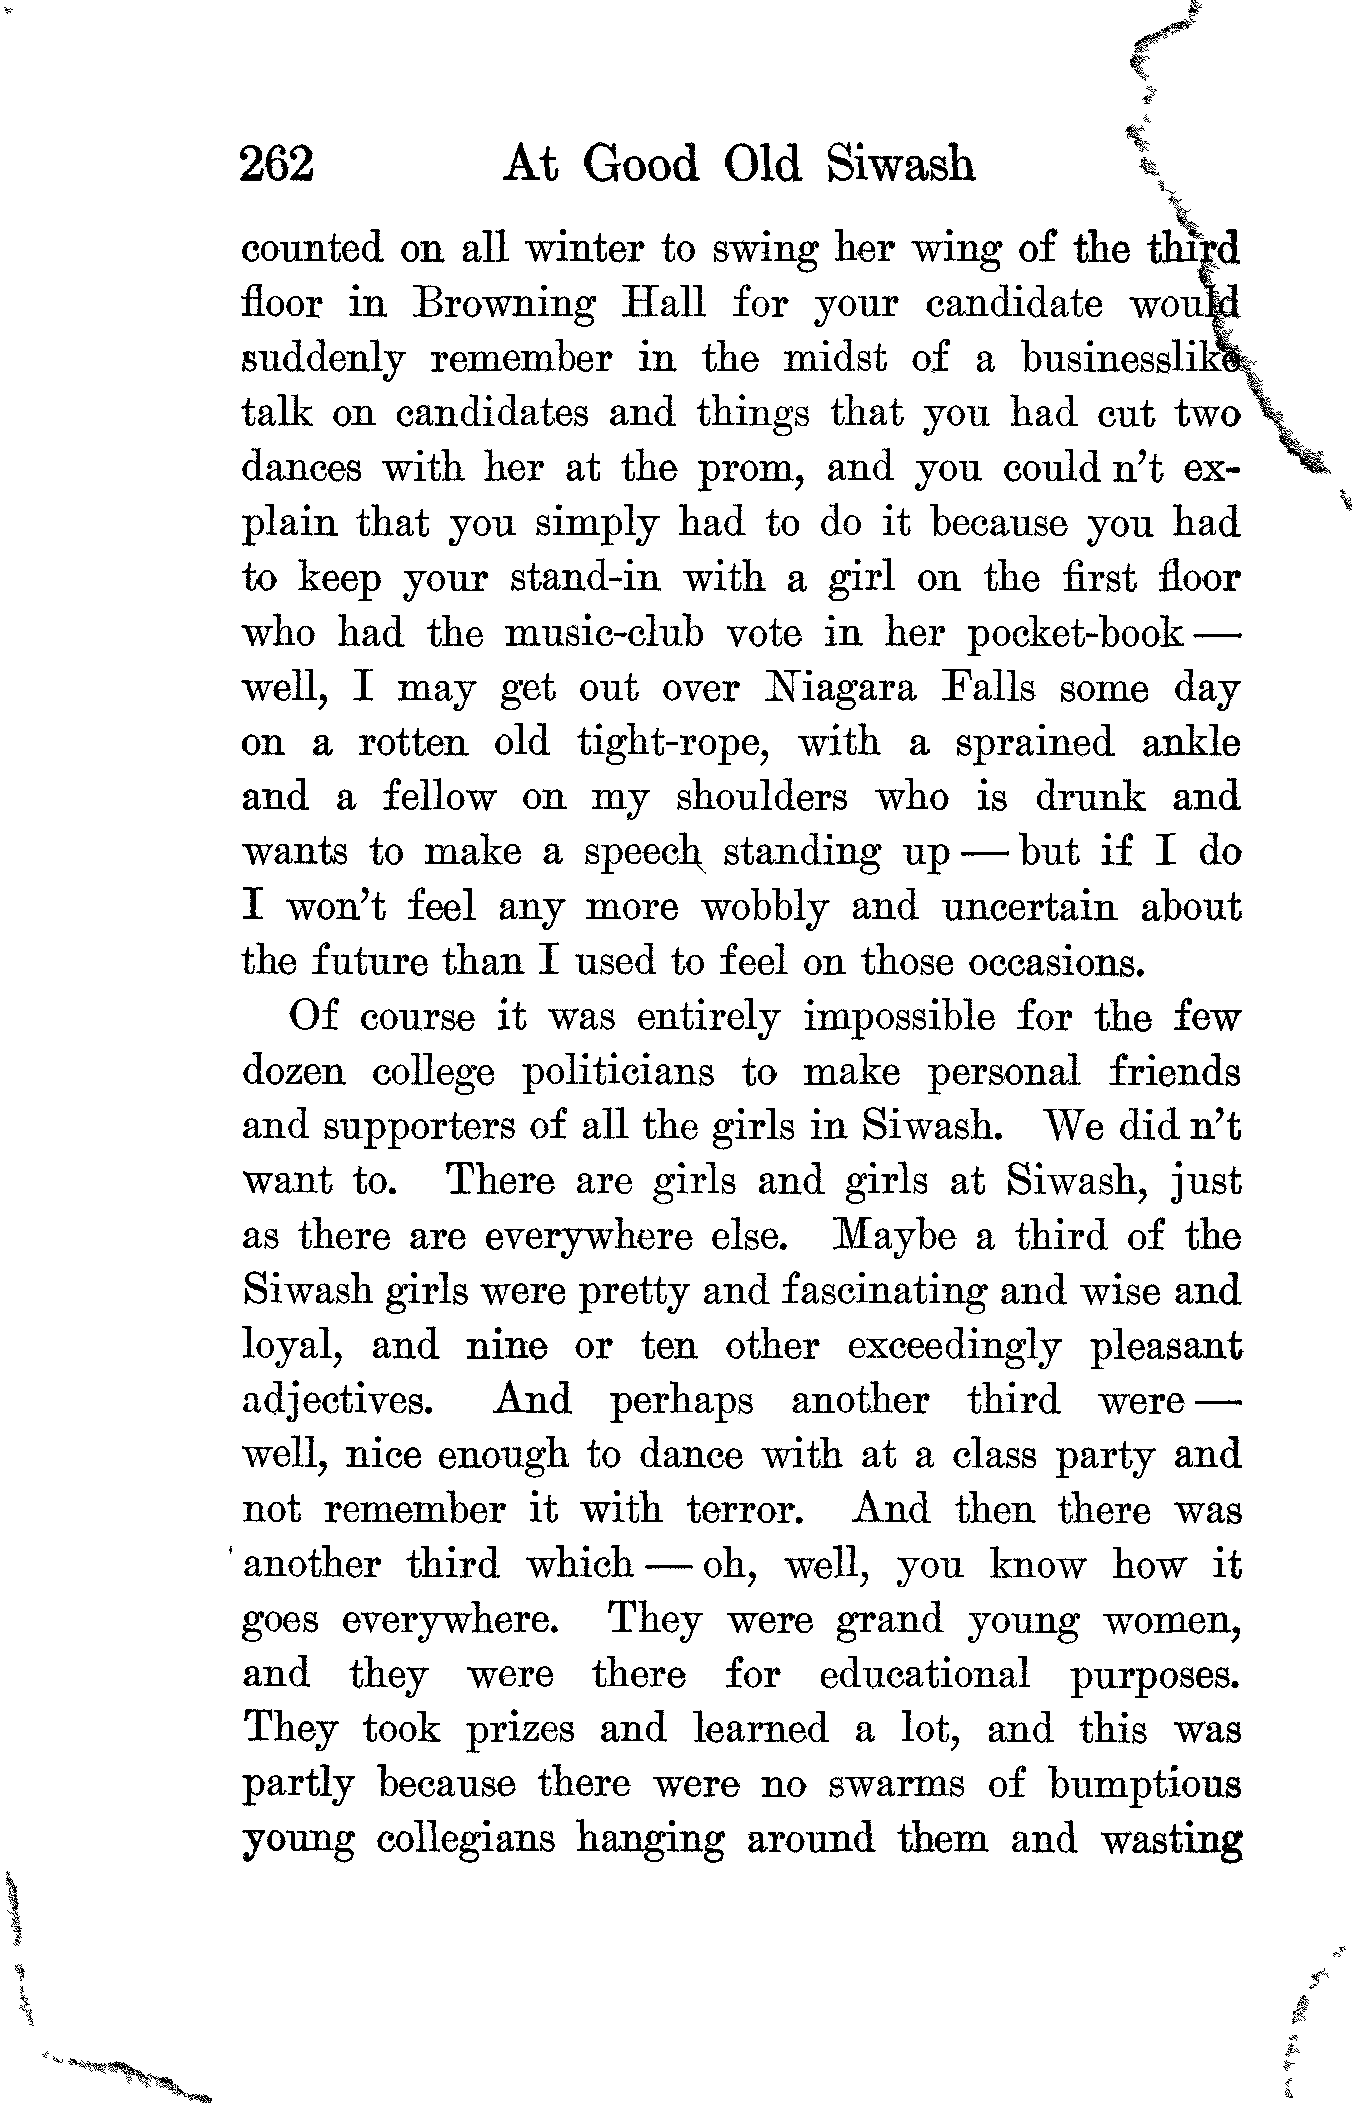 262 At Good Old Siwash
counted on all winter to swing her wing of the third
floor in Browning Hall for your candidate would
suddenly remember in the midst of a businesslike
talk on candidates and things that you had cut two
dances with her at the prom, and you could n't ex-
plain that you simply had to do it because you had
to keep your stand-in with a girl on the first floor
who had the music-club vote in her pocket-book —
well, I may get out over Niagara Falls some day
on a rotten old tight-rope, with a sprained ankle
and a fellow on my shoulders who is drunk and
wants to make a speech standing up — but if I do
I won't feel any more wobbly and uncertain about
the future than I used to feel on those occasions.
Of course it was entirely impossible for the few
dozen college politicians to make personal friends
and supporters of all the girls in Siwash. We did n't
want to. There are girls and girls at Siwash, just
as there are everywhere else. Maybe a third of the
Siwash girls were pretty and fascinating and wise and
loyal, and nine or ten other exceedingly pleasant
adjectives. And perhaps another third were —
well, nice enough to dance with at a class party and
not remember it with terror. And then there was
another third which — oh, well, you know how it
goes everywhere. They were grand young women,
and they were there for educational purposes.
They took prizes and learned a lot, and this was
partly because there were no swarms of bumptious
young collegians hanging around them and wasting